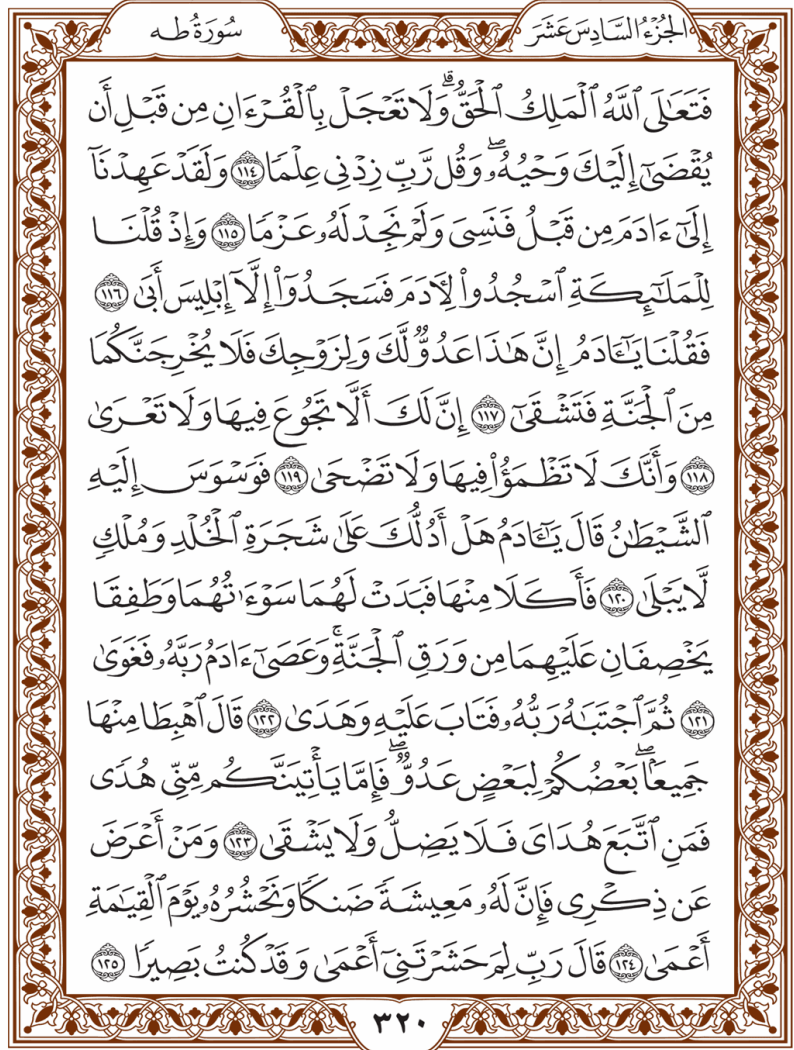 الجُزْءُ السَّادِسَ عَشَرَ
سُورَةُ طه
فَتَعَٰلَى ٱللَّهُ ٱلْمَلِكُ ٱلْحَقُّ ۗ وَلَا تَعْجَلْ بِٱلْقُرْءَانِ مِن قَبْلِ أَن
يُقْضَىٰٓ إِلَيْكَ وَحْيُهُۥ ۖ وَقُل رَّبِّ زِدْنِى عِلْمًا ١١٤ وَلَقَدْ عَهِدْنَآ
إِلَىٰٓ ءَادَمَ مِن قَبْلُ فَنَسِىَ وَلَمْ نَجِدْ لَهُۥ عَزْمًا ١١٥ وَإِذْ قُلْنَا
لِلْمَلَٰٓئِكَةِ ٱسْجُدُوا۟ لِءَادَمَ فَسَجَدُوٓا۟ إِلَّآ إِبْلِيسَ أَبَىٰ ١١٦
فَقُلْنَا يَٰٓـَٔادَمُ إِنَّ هَٰذَا عَدُوٌّ لَّكَ وَلِزَوْجِكَ فَلَا يُخْرِجَنَّكُمَا
مِنَ ٱلْجَنَّةِ فَتَشْقَىٰٓ ١١٧ إِنَّ لَكَ أَلَّا تَجُوعَ فِيهَا وَلَا تَعْرَىٰ
١١٨ وَأَنَّكَ لَا تَظْمَؤُا۟ فِيهَا وَلَا تَضْحَىٰ ١١٩ فَوَسْوَسَ إِلَيْهِ
ٱلشَّيْطَٰنُ قَالَ يَٰٓـَٔادَمُ هَلْ أَدُلُّكَ عَلَىٰ شَجَرَةِ ٱلْخُلْدِ وَمُلْكٍ
لَّا يَبْلَىٰ ١٢٠ فَأَكَلَا مِنْهَا فَبَدَتْ لَهُمَا سَوْءَٰتُهُمَا وَطَفِقَا
يَخْصِفَانِ عَلَيْهِمَا مِن وَرَقِ ٱلْجَنَّةِ ۚ وَعَصَىٰٓ ءَادَمُ رَبَّهُۥ فَغَوَىٰ
١٢١ ثُمَّ ٱجْتَبَٰهُ رَبُّهُۥ فَتَابَ عَلَيْهِ وَهَدَىٰ ١٢٢ قَالَ ٱهْبِطَا مِنْهَا
جَمِيعًۢا ۖ بَعْضُكُمْ لِبَعْضٍ عَدُوٌّ ۖ فَإِمَّا يَأْتِيَنَّكُم مِّنِّى هُدًى
فَمَنِ ٱتَّبَعَ هُدَاىَ فَلَا يَضِلُّ وَلَا يَشْقَىٰ ١٢٣ وَمَنْ أَعْرَضَ
عَن ذِكْرِى فَإِنَّ لَهُۥ مَعِيشَةً ضَنكًا وَنَحْشُرُهُۥ يَوْمَ ٱلْقِيَٰمَةِ
أَعْمَىٰ ١٢٤ قَالَ رَبِّ لِمَ حَشَرْتَنِىٓ أَعْمَىٰ وَقَدْ كُنتُ بَصِيرًا ١٢٥
٣٢٠